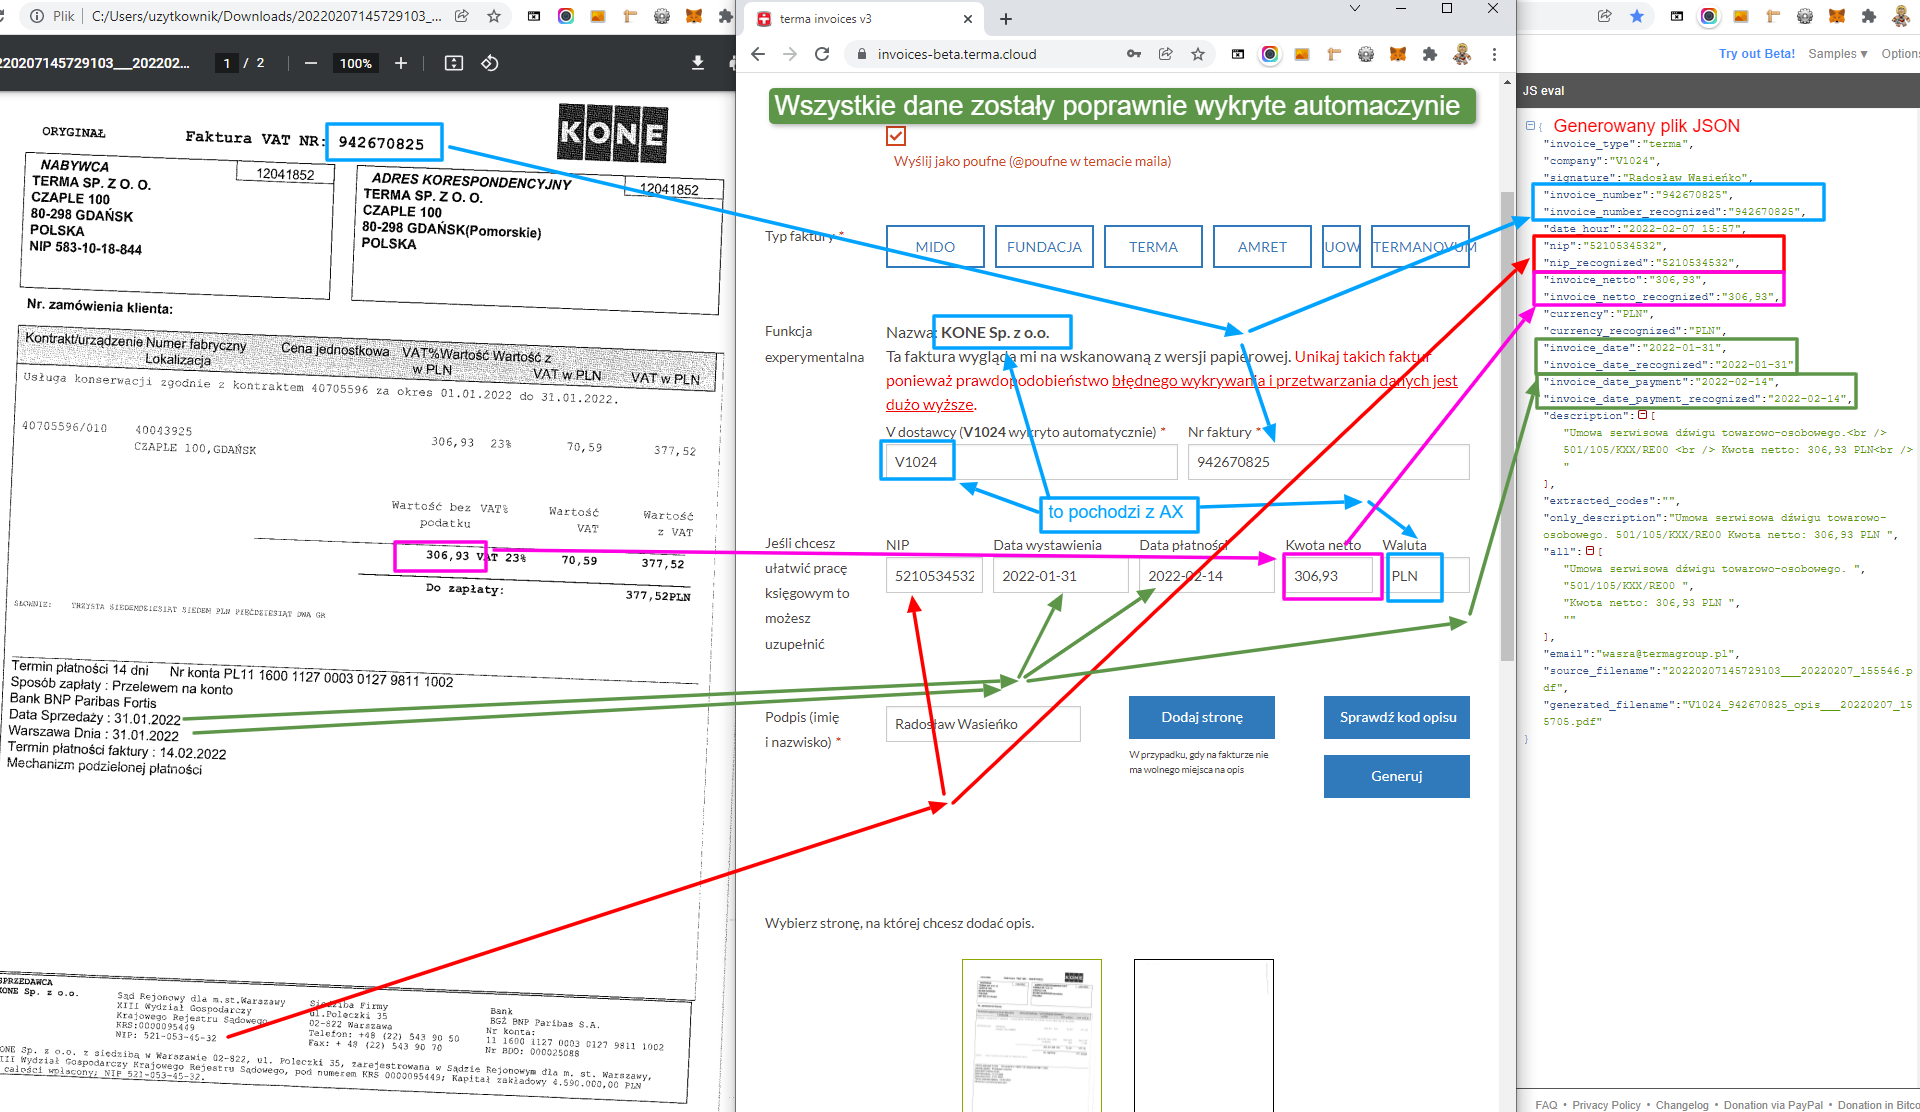 Plik
C:/Users/uzytkownik/Downloads/20220207145729103_...
20207145729103___202202...
1 / 2
100%
ORYGINAŁ
Faktura VAT NR: 942670825
KONE
NABYWCA
12041852
TERMA SP. Z O. O.
CZAPLE 100
80-298 GDAŃSK
POLSKA
NIP 583-10-18-844
ADRES KORESPONDENCYJNY
12041852
TERMA SP. Z O. O.
CZAPLE 100
80-298 GDAŃSK(Pomorskie)
POLSKA
Nr. zamówienia klienta:
Kontrakt/urządzenie Numer fabryczny Cena jednostkowa VAT%Wartość Wartość z
Lokalizacja w PLN VAT w PLN VAT w PLN
Usługa konserwacji zgodnie z kontraktem 40705596 za okres 01.01.2022 do 31.01.2022.
40705596/010 40043925 306,93 23% 70,59 377,52
CZAPLE 100,GDAŃSK
Wartość bez VAT% Wartość Wartość
podatku VAT z VAT
306,93 VAT 23% 70,59 377,52
Do zapłaty: 377,52PLN
SŁOWNIE: TRZYSTA SIEDEMDZIESIĄT SIEDEM PLN PIĘĆDZIESIĄT DWA GR
Termin płatności 14 dni Nr konta PL11 1600 1127 0003 0127 9811 1002
Sposób zapłaty : Przelewem na konto
Bank BNP Paribas Fortis
Data Sprzedaży : 31.01.2022
Warszawa Dnia : 31.01.2022
Termin płatności faktury : 14.02.2022
Mechanizm podzielonej płatności
SPRZEDAWCA
KONE Sp. z o.o.
Sąd Rejonowy dla m.st.Warszawy
XIII Wydział Gospodarczy
Krajowego Rejestru Sądowego
KRS:0000095449
NIP: 521-053-45-32
Siedziba Firmy
ul.Poleczki 35
02-822 Warszawa
Telefon: +48 (22) 543 90 50
Fax: + 48 (22) 543 90 70
Bank
BGŻ BNP Paribas S.A.
Nr konta:
11 1600 1127 0003 0127 9811 1002
Nr BDO: 000025088
ONE Sp. z o.o. z siedzibą w Warszawie 02-822, ul. Poleczki 35, zarejestrowana w Sądzie Rejonowym dla m. st. Warszawy,
III Wydział Gospodarczy Krajowego Rejestru Sądowego, pod numerem KRS 0000095449; Kapitał zakładowy 4.590.000,00 PLN
całości wpłacony; NIP 521-053-45-32.
terma invoices v3
invoices-beta.terma.cloud
Wszystkie dane zostały poprawnie wykryte automaczynie
Wyślij jako poufne (@poufne w temacie maila)
Typ faktury *
MIDO
FUNDACJA
TERMA
AMRET
UOW
TERMANOVUM
Funkcja
experymentalna
Nazwa: KONE Sp. z o.o.
Ta faktura wygląda mi na wskanowaną z wersji papierowej. Unikaj takich faktur
ponieważ prawdopodobieństwo błędnego wykrywania i przetwarzania danych jest
dużo wyższe.
V dostawcy (V1024 wykryto automatycznie) *
Nr faktury *
V1024
942670825
to pochodzi z AX
Jeśli chcesz
ułatwić pracę
księgowym to
możesz
uzupełnić
NIP
Data wystawienia
Data płatności
Kwota netto
Waluta
5210534532
2022-01-31
2022-02-14
306,93
PLN
Podpis (imię
i nazwisko) *
Radosław Wasieńko
Dodaj stronę
Sprawdź kod opisu
W przypadku, gdy na fakturze nie
ma wolnego miejsca na opis
Generuj
Wybierz stronę, na której chcesz dodać opis.
KONE
Try out Beta!
Samples ▾
Option
JS eval
{ Generowany plik JSON
"invoice_type":"terma",
"company":"V1024",
"signature":"Radosław Wasieńko",
"invoice_number":"942670825",
"invoice_number_recognized":"942670825",
"date_hour":"2022-02-07 15:57",
"nip":"5210534532",
"nip_recognized":"5210534532",
"invoice_netto":"306,93",
"invoice_netto_recognized":"306,93",
"currency":"PLN",
"currency_recognized":"PLN",
"invoice_date":"2022-01-31",
"invoice_date_recognized":"2022-01-31"
"invoice_date_payment":"2022-02-14",
"invoice_date_payment_recognized":"2022-02-14",
"description":[
"Umowa serwisowa dźwigu towarowo-osobowego.<br />
501/105/KXX/RE00 <br /> Kwota netto: 306,93 PLN<br />
"
],
"extracted_codes":"",
"only_description":"Umowa serwisowa dźwigu towarowo-
osobowego. 501/105/KXX/RE00 Kwota netto: 306,93 PLN ",
"all":[
"Umowa serwisowa dźwigu towarowo-osobowego. ",
"501/105/KXX/RE00 ",
"Kwota netto: 306,93 PLN ",
""
],
"email":"wasra@termagroup.pl",
"source_filename":"20220207145729103___20220207_155546.p
df",
"generated_filename":"V1024_942670825_opis___20220207_15
5705.pdf"
}
FAQ • Privacy Policy • Changelog • Donation via PayPal • Donation in Bitco